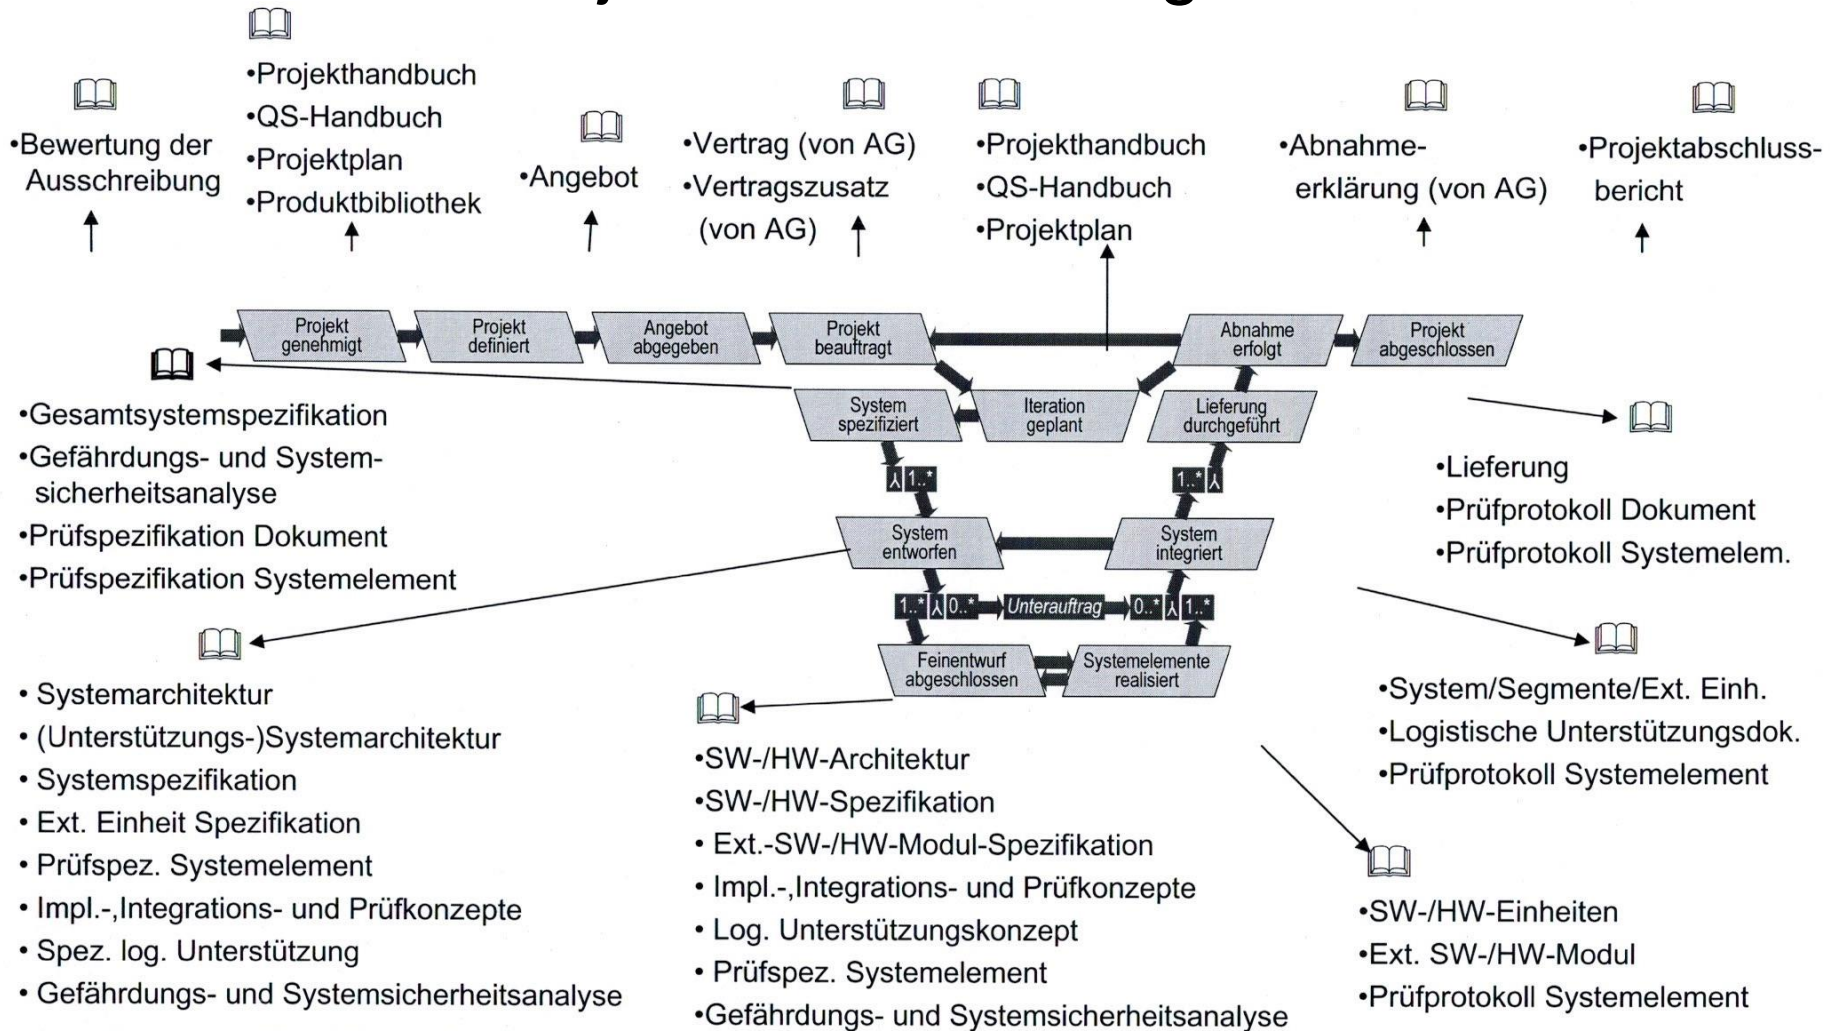 •Bewertung der
Ausschreibung
•Projekthandbuch
•QS-Handbuch
•Projektplan
•Produktbibliothek
•Angebot
•Vertrag (von AG)
•Vertragszusatz
(von AG)
•Projekthandbuch
•QS-Handbuch
•Projektplan
•Abnahme-
erklärung (von AG)
•Projektabschluss-
bericht
Projekt
genehmigt
Projekt
definiert
Angebot
abgegeben
Projekt
beauftragt
Abnahme
erfolgt
Projekt
abgeschlossen
System
spezifiziert
Iteration
geplant
Lieferung
durchgeführt
1..*
1..*
System
entworfen
System
integriert
1..* 0..* Unterauftrag 0..* 1..*
Feinentwurf
abgeschlossen
Systemelemente
realisiert
•Gesamtsystemspezifikation
•Gefährdungs- und System-
sicherheitsanalyse
•Prüfspezifikation Dokument
•Prüfspezifikation Systemelement
• Systemarchitektur
• (Unterstützungs-)Systemarchitektur
• Systemspezifikation
• Ext. Einheit Spezifikation
• Prüfspez. Systemelement
• Impl.-,Integrations- und Prüfkonzepte
• Spez. log. Unterstützung
• Gefährdungs- und Systemsicherheitsanalyse
•SW-/HW-Architektur
•SW-/HW-Spezifikation
• Ext.-SW-/HW-Modul-Spezifikation
• Impl.-,Integrations- und Prüfkonzepte
• Log. Unterstützungskonzept
• Prüfspez. Systemelement
•Gefährdungs- und Systemsicherheitsanalyse
•Lieferung
•Prüfprotokoll Dokument
•Prüfprotokoll Systemelem.
•System/Segmente/Ext. Einh.
•Logistische Unterstützungsdok.
•Prüfprotokoll Systemelement
•SW-/HW-Einheiten
•Ext. SW-/HW-Modul
•Prüfprotokoll Systemelement